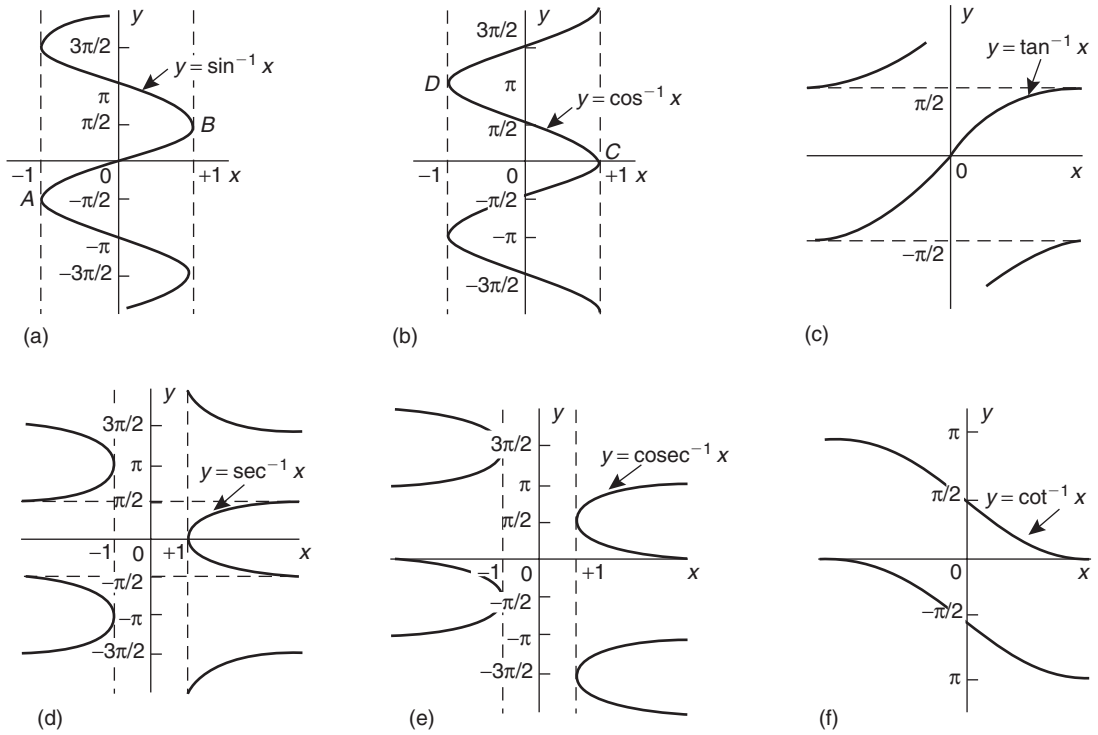 y
3π/2
y = sin⁻¹ x
π
π/2
B
−1
0
+1 x
A
−π/2
−π
−3π/2
(a)
y
3π/2
D
π
y = cos⁻¹ x
π/2
C
−1
0
+1 x
−π/2
−π
−3π/2
(b)
y
y = tan⁻¹ x
π/2
0
x
−π/2
(c)
y
3π/2
π
y = sec⁻¹ x
π/2
−1
0
+1
x
−π/2
−π
−3π/2
(d)
y
3π/2
y = cosec⁻¹ x
π
π/2
−1
0
+1
x
−π/2
−π
−3π/2
(e)
y
π
π/2
y = cot⁻¹ x
0
x
−π/2
π
(f)